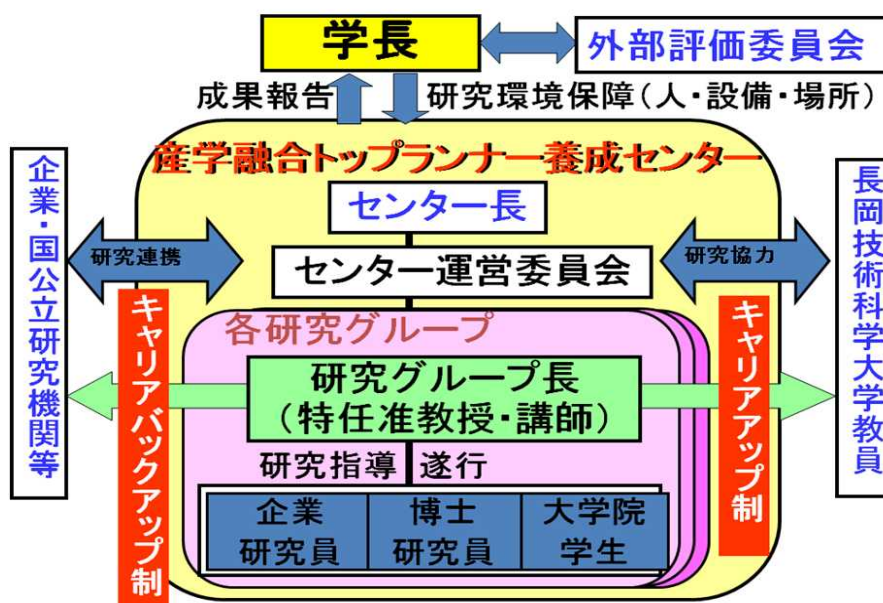 学長
外部評価委員会
成果報告
研究環境保障(人・設備・場所)
産学融合トップランナー養成センター
センター長
センター運営委員会
企業・国公立研究機関等
研究連携
研究協力
長岡技術科学大学教員
キャリアバックアップ制
キャリアアップ制
各研究グループ
研究グループ長
(特任准教授・講師)
研究指導 遂行
企業
研究員
博士
研究員
大学院
学生